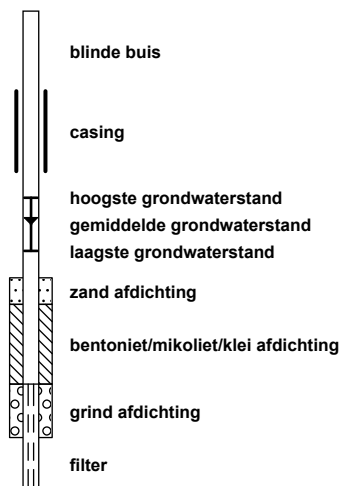 blinde buis
casing
hoogste grondwaterstand
gemiddelde grondwaterstand
laagste grondwaterstand
zand afdichting
bentoniet/mikoliet/klei afdichting
grind afdichting
filter